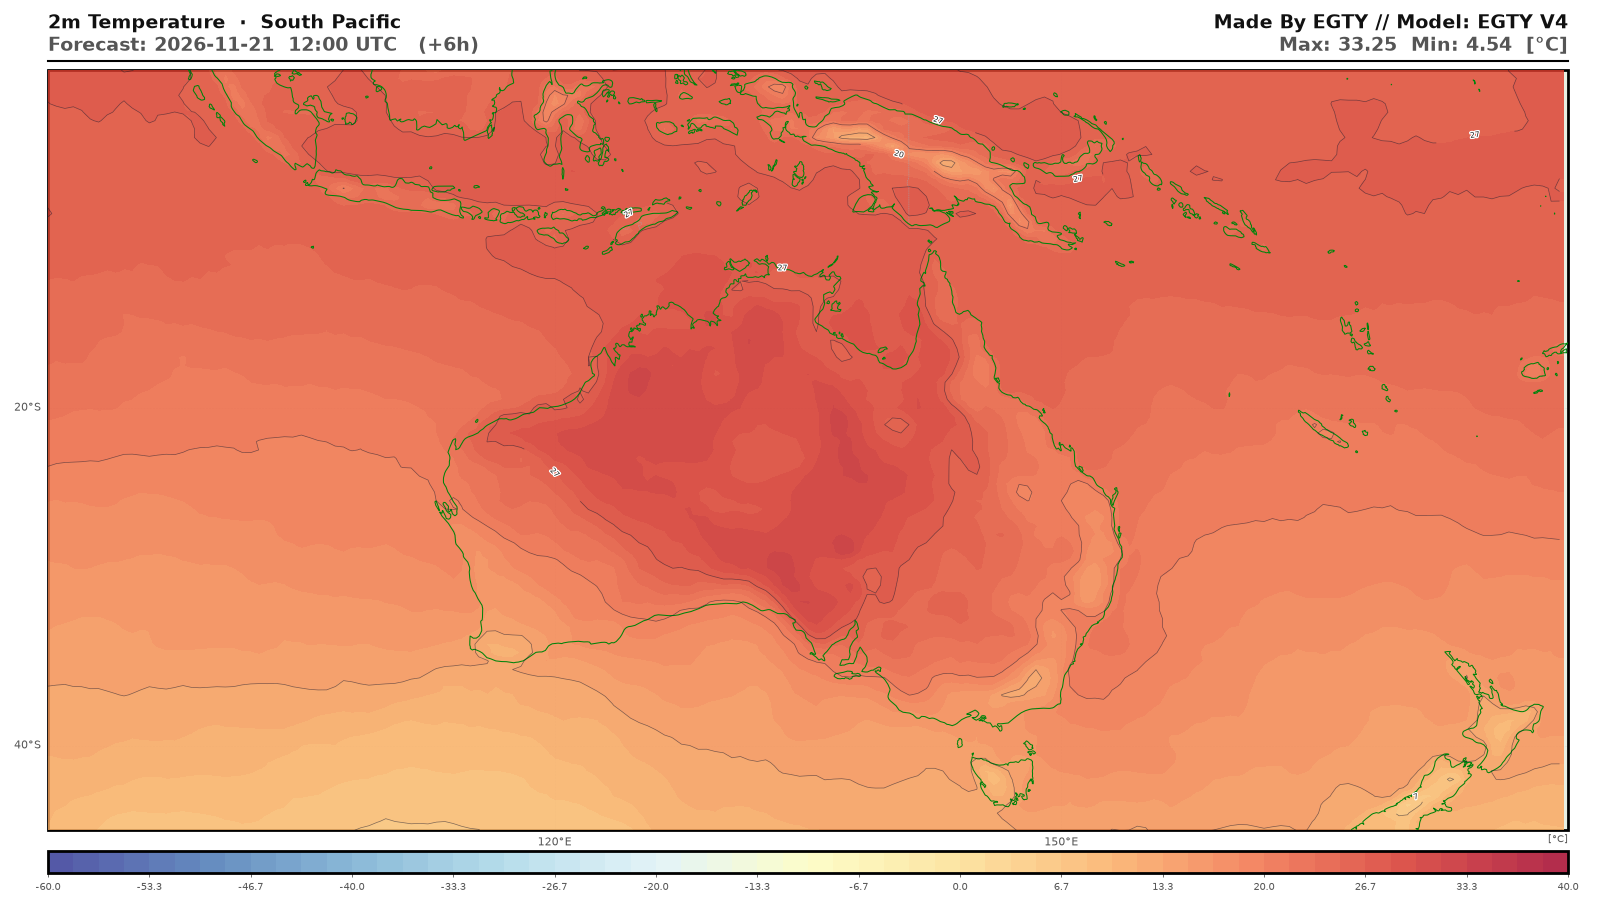 2m Temperature · South Pacific
Made By EGTY // Model: EGTY V4
Forecast: 2026-11-21 12:00 UTC (+6h)
Max: 33.25 Min: 4.54 [°C]
27
27
20
27
27
27
20°S
27
40°S
7
120°E
150°E
[°C]
-60.0
-53.3
-46.7
-40.0
-33.3
-26.7
-20.0
-13.3
-6.7
0.0
6.7
13.3
20.0
26.7
33.3
40.0